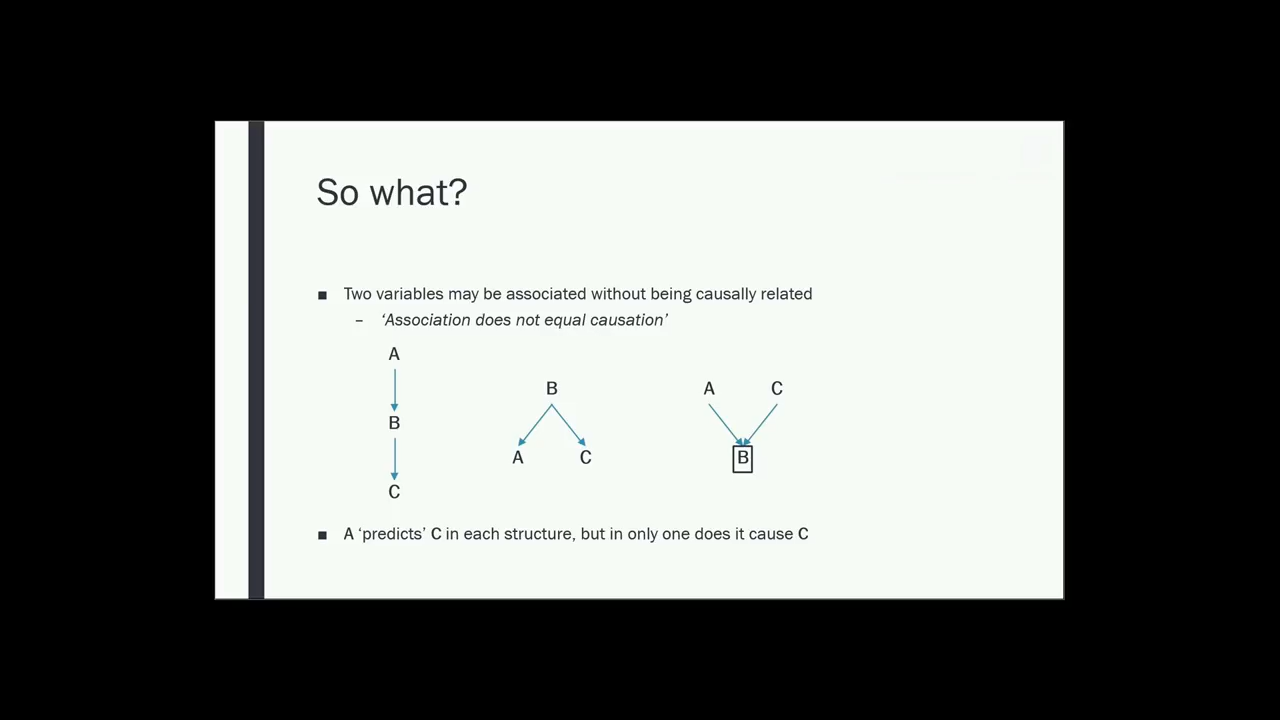 So what?
■ Two variables may be associated without being causally related
– ‘Association does not equal causation’
A
B
C
B
A C
A C
B
■ A ‘predicts’ C in each structure, but in only one does it cause C